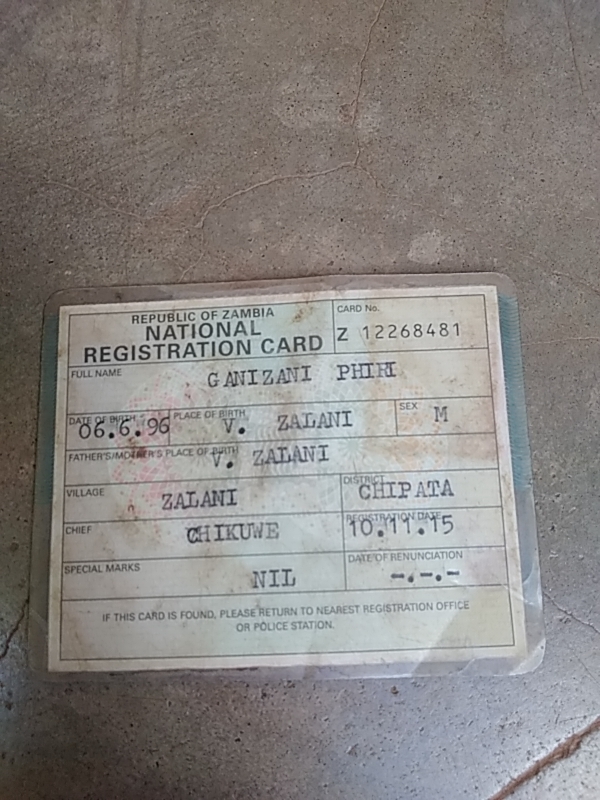 REPUBLIC OF ZAMBIA
NATIONAL
REGISTRATION CARD
CARD No.
Z 12268481
FULL NAME
GANIZANI PHIRI
DATE OF BIRTH
06.6.96
PLACE OF BIRTH
V. ZALANI
SEX
M
FATHER'S/MOTHER'S PLACE OF BIRTH
V. ZALANI
VILLAGE
ZALANI
DISTRICT
CHIPATA
CHIEF
CHIKUWE
REGISTRATION DATE
10.11.15
SPECIAL MARKS
NIL
DATE OF RENUNCIATION
-.-.-
IF THIS CARD IS FOUND, PLEASE RETURN TO NEAREST REGISTRATION OFFICE
OR POLICE STATION.